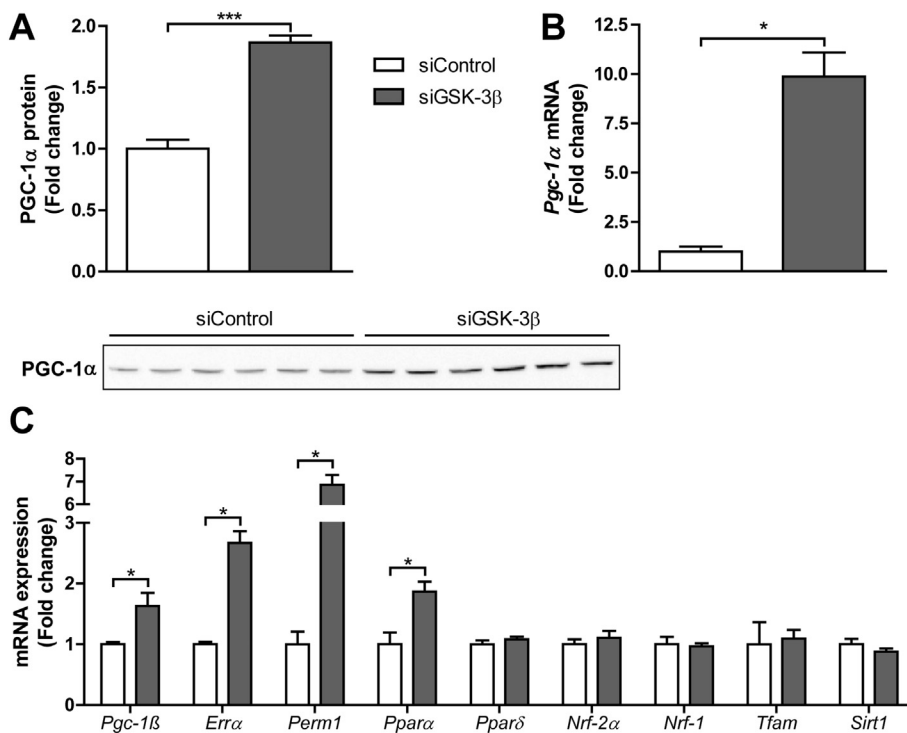 A
PGC-1α protein
(Fold change)
2.0
1.5
1.0
0.5
0.0
***
siControl
siGSK-3β
B
Pgc-1α mRNA
(Fold change)
12.5
10.0
7.5
5.0
2.5
0.0
*
siControl
siGSK-3β
PGC-1α
C
mRNA expression
(Fold change)
8
7
6
3
2
1
0
*
*
*
*
Pgc-1ß
Errα
Perm1
Pparα
Pparδ
Nrf-2α
Nrf-1
Tfam
Sirt1